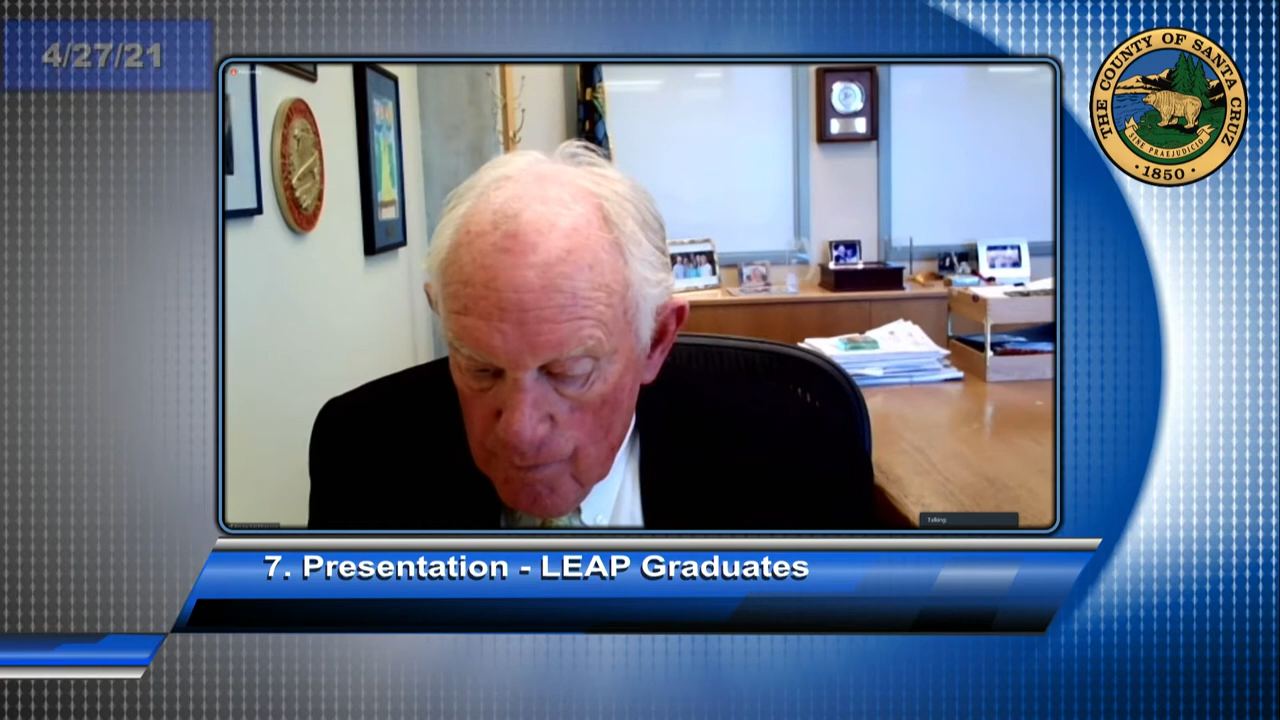 4/27/21
THE COUNTY OF SANTA CRUZ
SINE PRAEJUDICIO
• 1850 •
Talking:
7. Presentation - LEAP Graduates